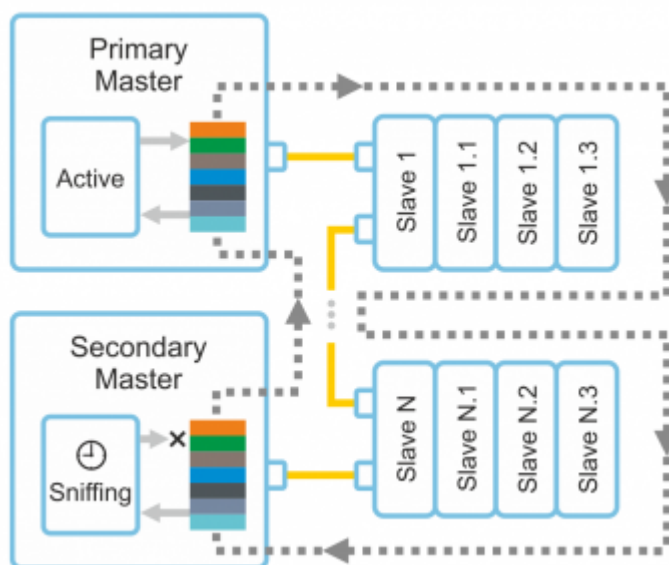 Primary
Master
Active
Slave 1
Slave 1.1
Slave 1.2
Slave 1.3
Secondary
Master
Sniffing
Slave N
Slave N.1
Slave N.2
Slave N.3